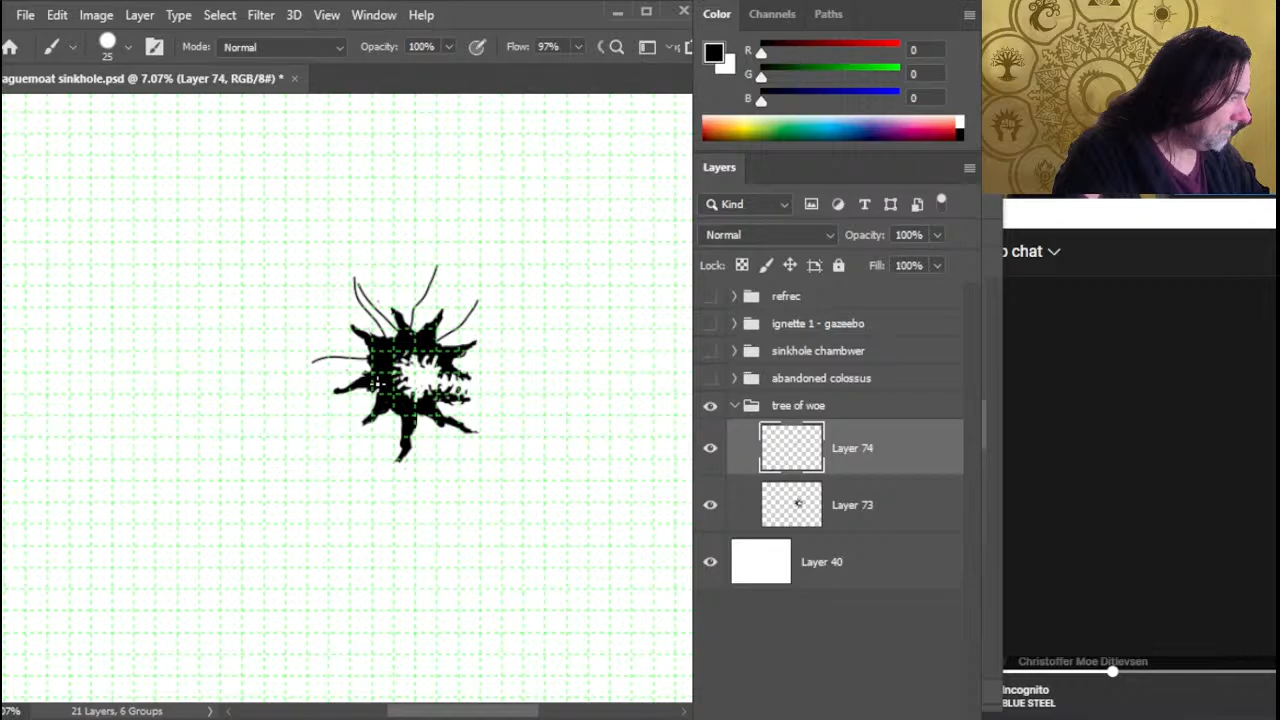 File Edit Image Layer Type Select Filter 3D View Window Help
25 Mode: Normal Opacity: 100% Flow: 97%
aguemoat sinkhole.psd @ 7.07% (Layer 74, RGB/8#) *
Color Channels Paths
R 0
G 0
B 0
Layers
Kind
Normal Opacity: 100%
Lock: Fill: 100%
refrec
ignette 1 - gazeebo
sinkhole chambwer
abandoned colossus
tree of woe
Layer 74
Layer 73
Layer 40
07% 21 Layers, 6 Groups
chat
Christoffer Moe Ditlevsen
Incognito
BLUE STEEL